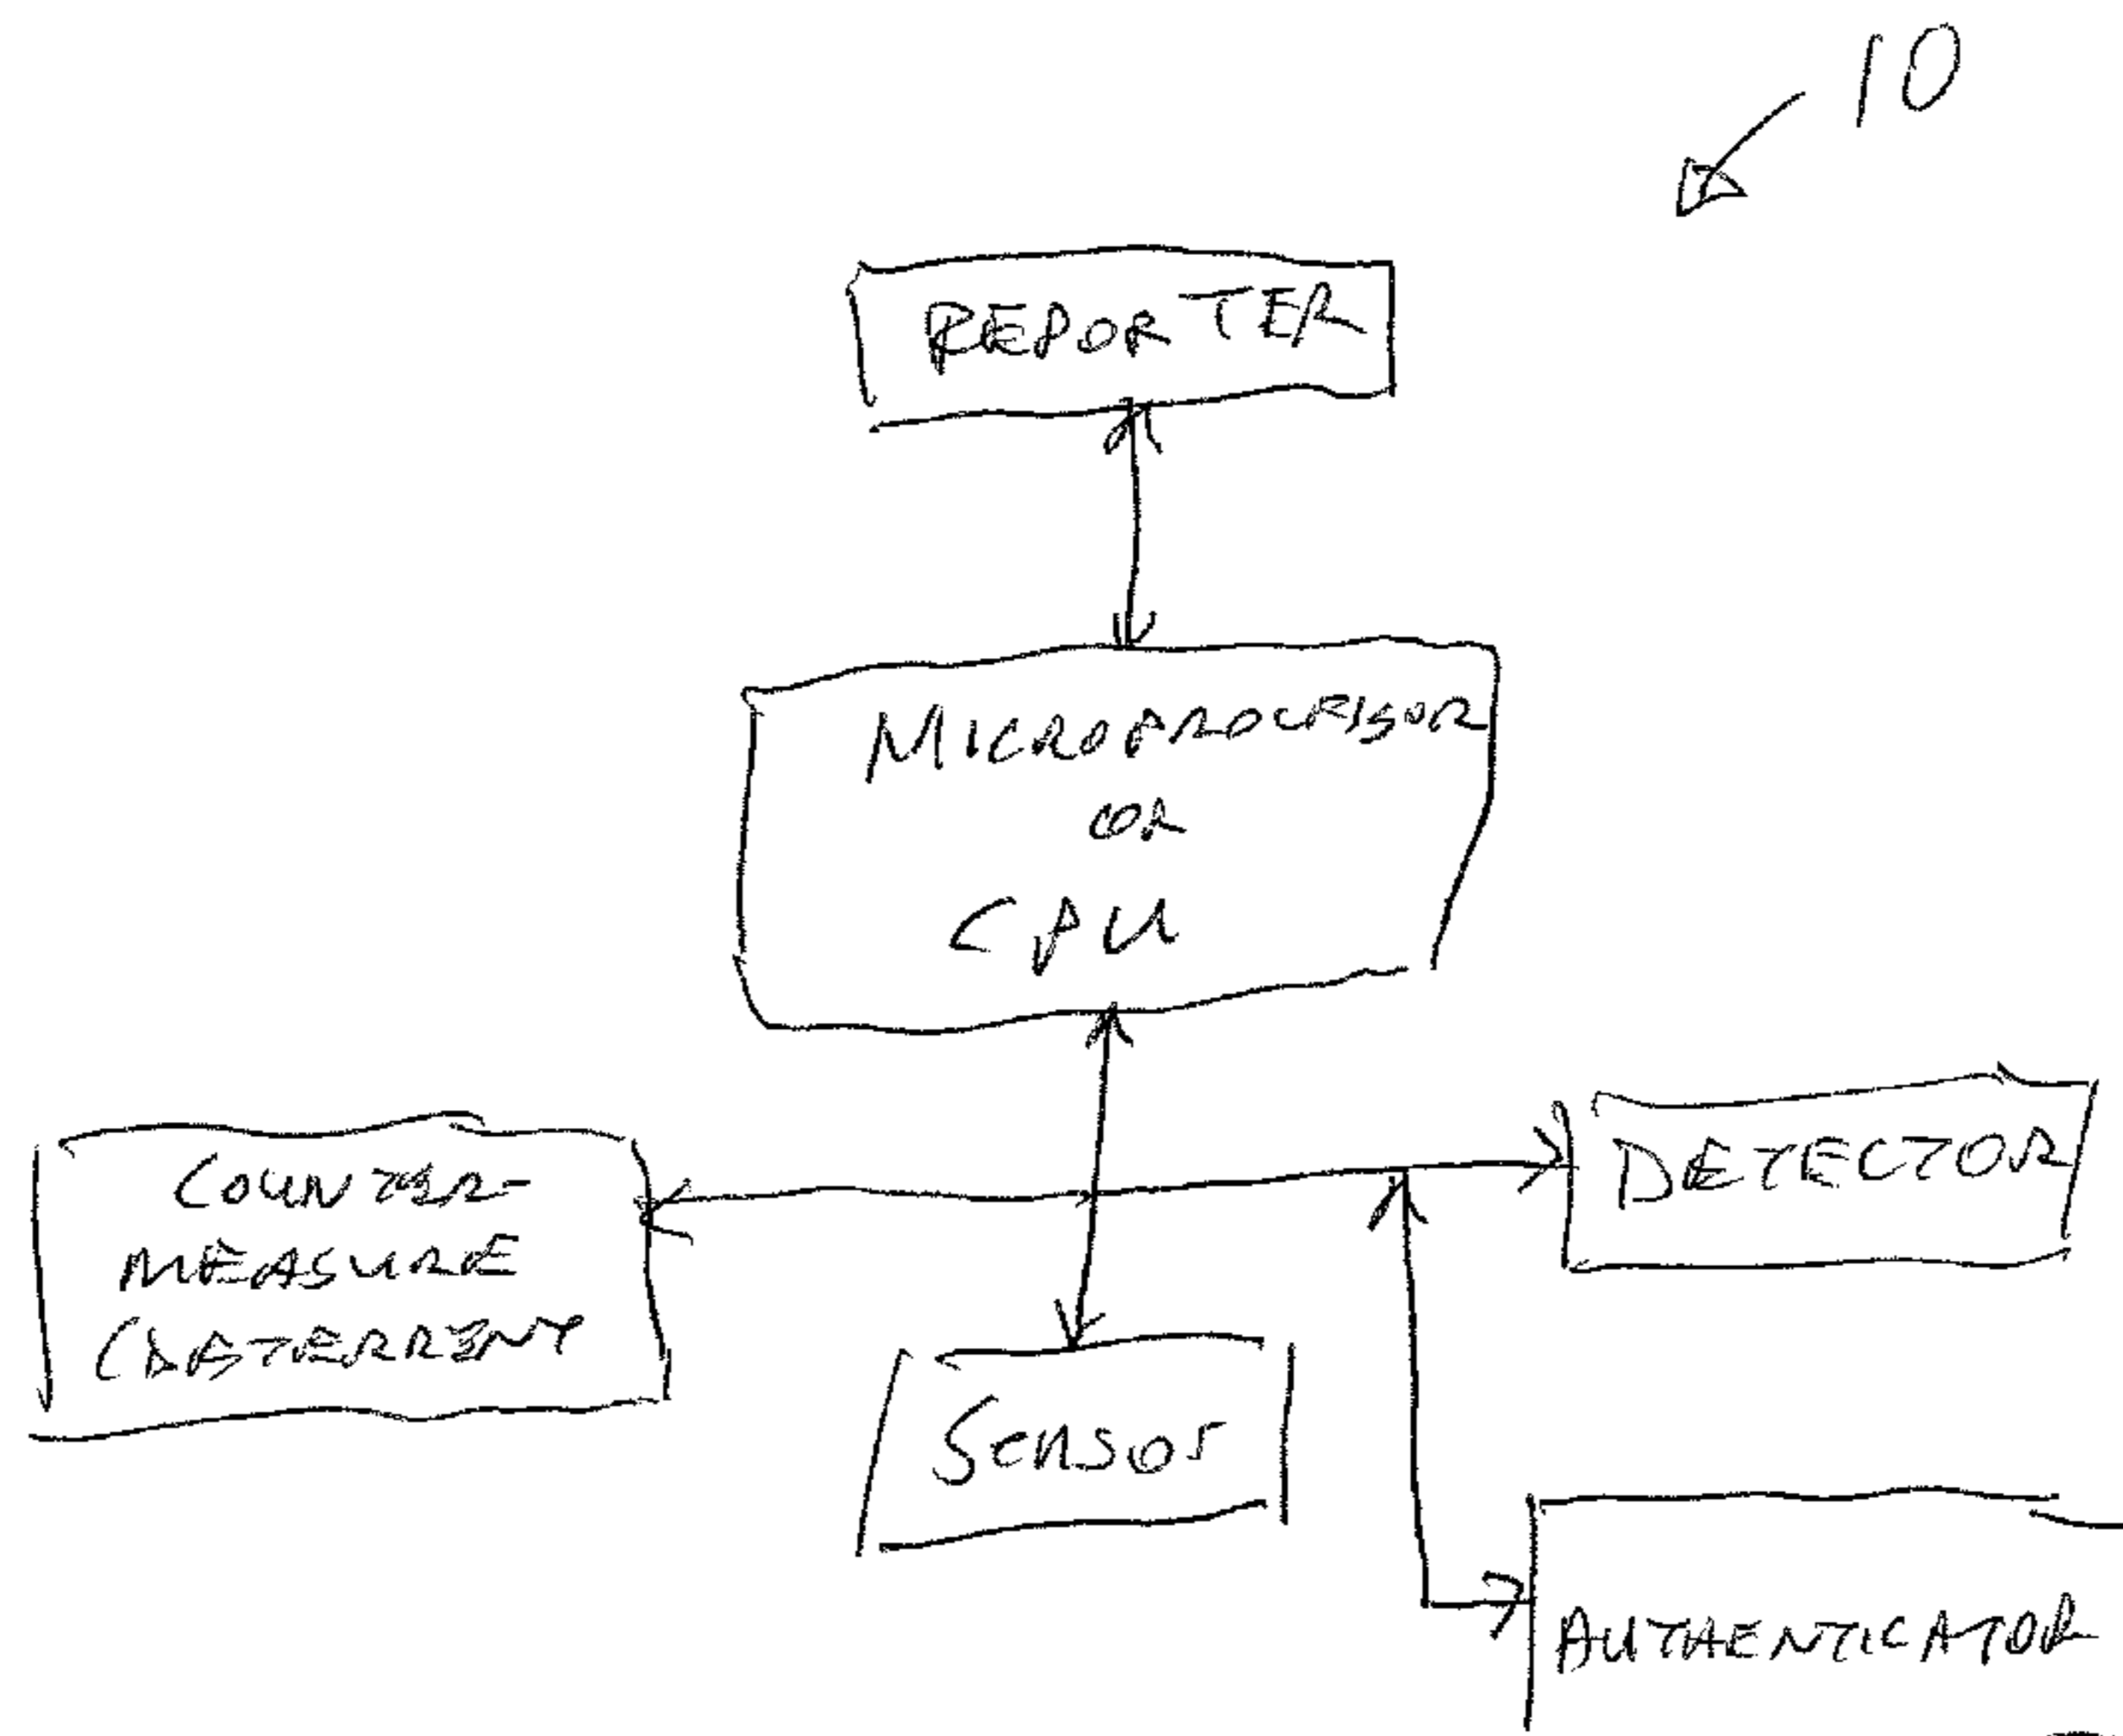 10
REPORTER
MICROPROCESSOR
OR
CPU
COUNTER-
MEASURE
(DETERRENT
DETECTOR
Sensor
AUTHENTICATOR